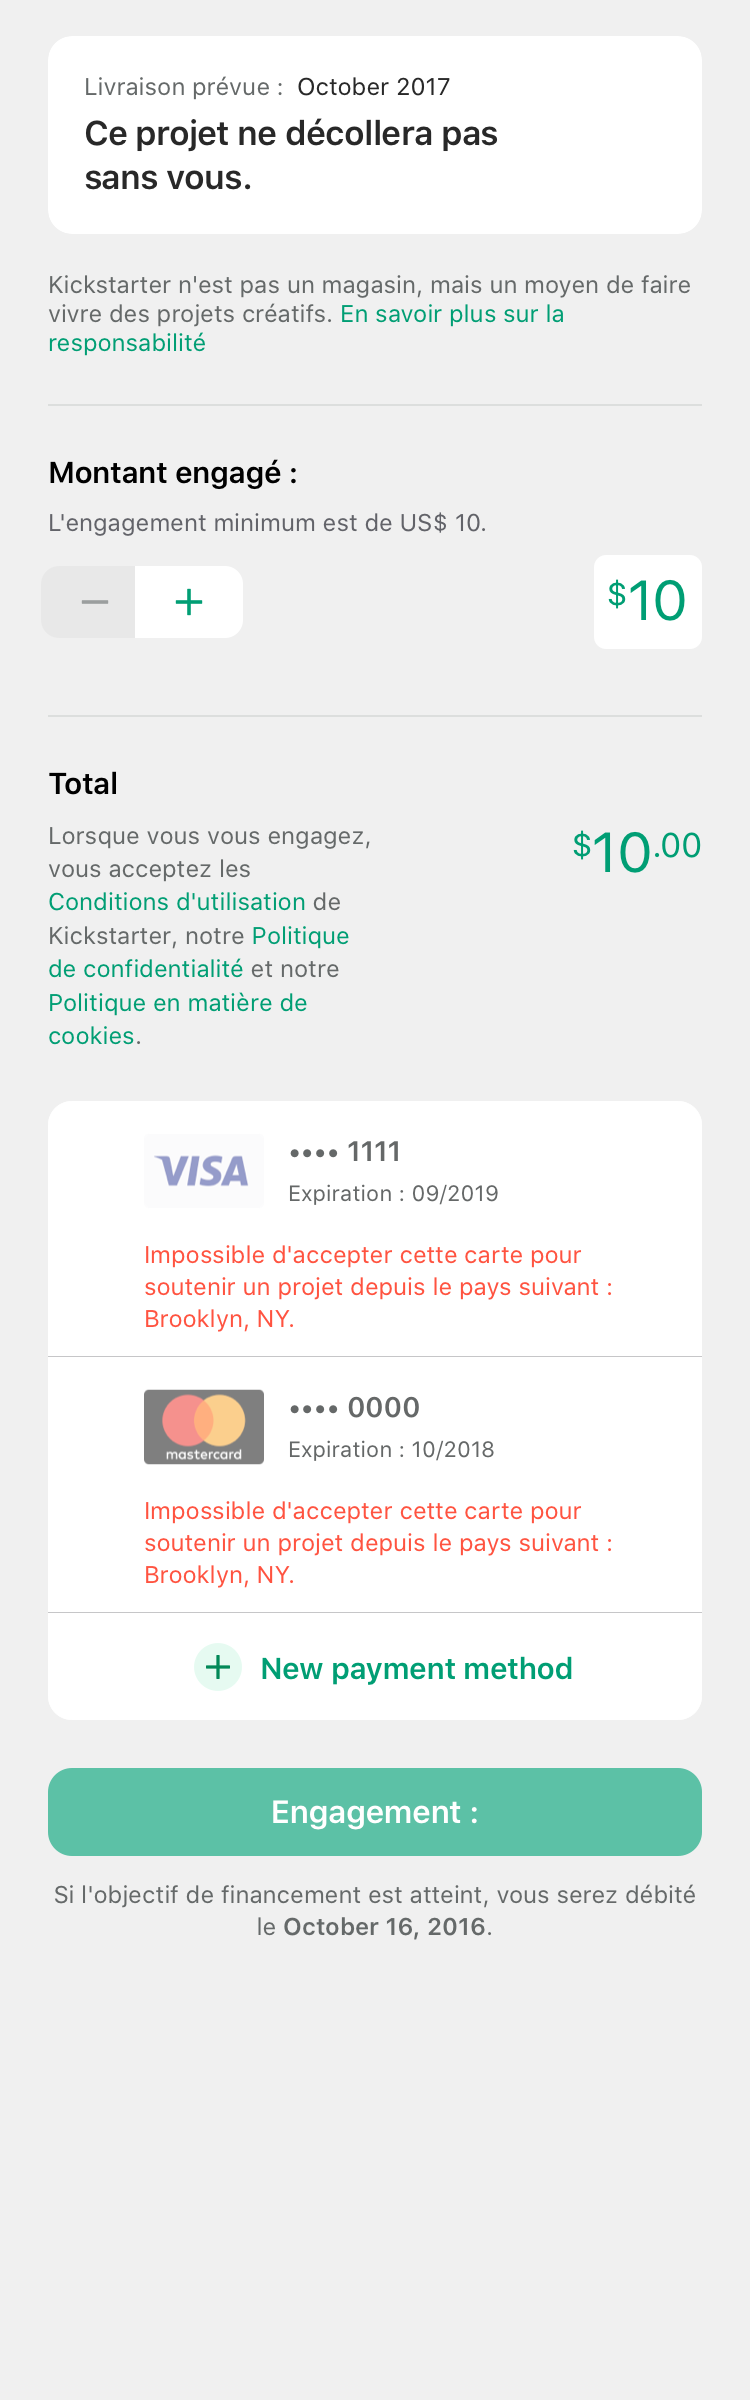 Livraison prévue : October 2017
Ce projet ne décollera pas
sans vous.
Kickstarter n'est pas un magasin, mais un moyen de faire
vivre des projets créatifs. En savoir plus sur la
responsabilité
Montant engagé :
L'engagement minimum est de US$ 10.
− +
$10
Total
Lorsque vous vous engagez,
vous acceptez les
Conditions d'utilisation de
Kickstarter, notre Politique
de confidentialité et notre
Politique en matière de
cookies.
$10.00
VISA
•••• 1111
Expiration : 09/2019
Impossible d'accepter cette carte pour
soutenir un projet depuis le pays suivant :
Brooklyn, NY.
mastercard
•••• 0000
Expiration : 10/2018
Impossible d'accepter cette carte pour
soutenir un projet depuis le pays suivant :
Brooklyn, NY.
+ New payment method
Engagement :
Si l'objectif de financement est atteint, vous serez débité
le October 16, 2016.